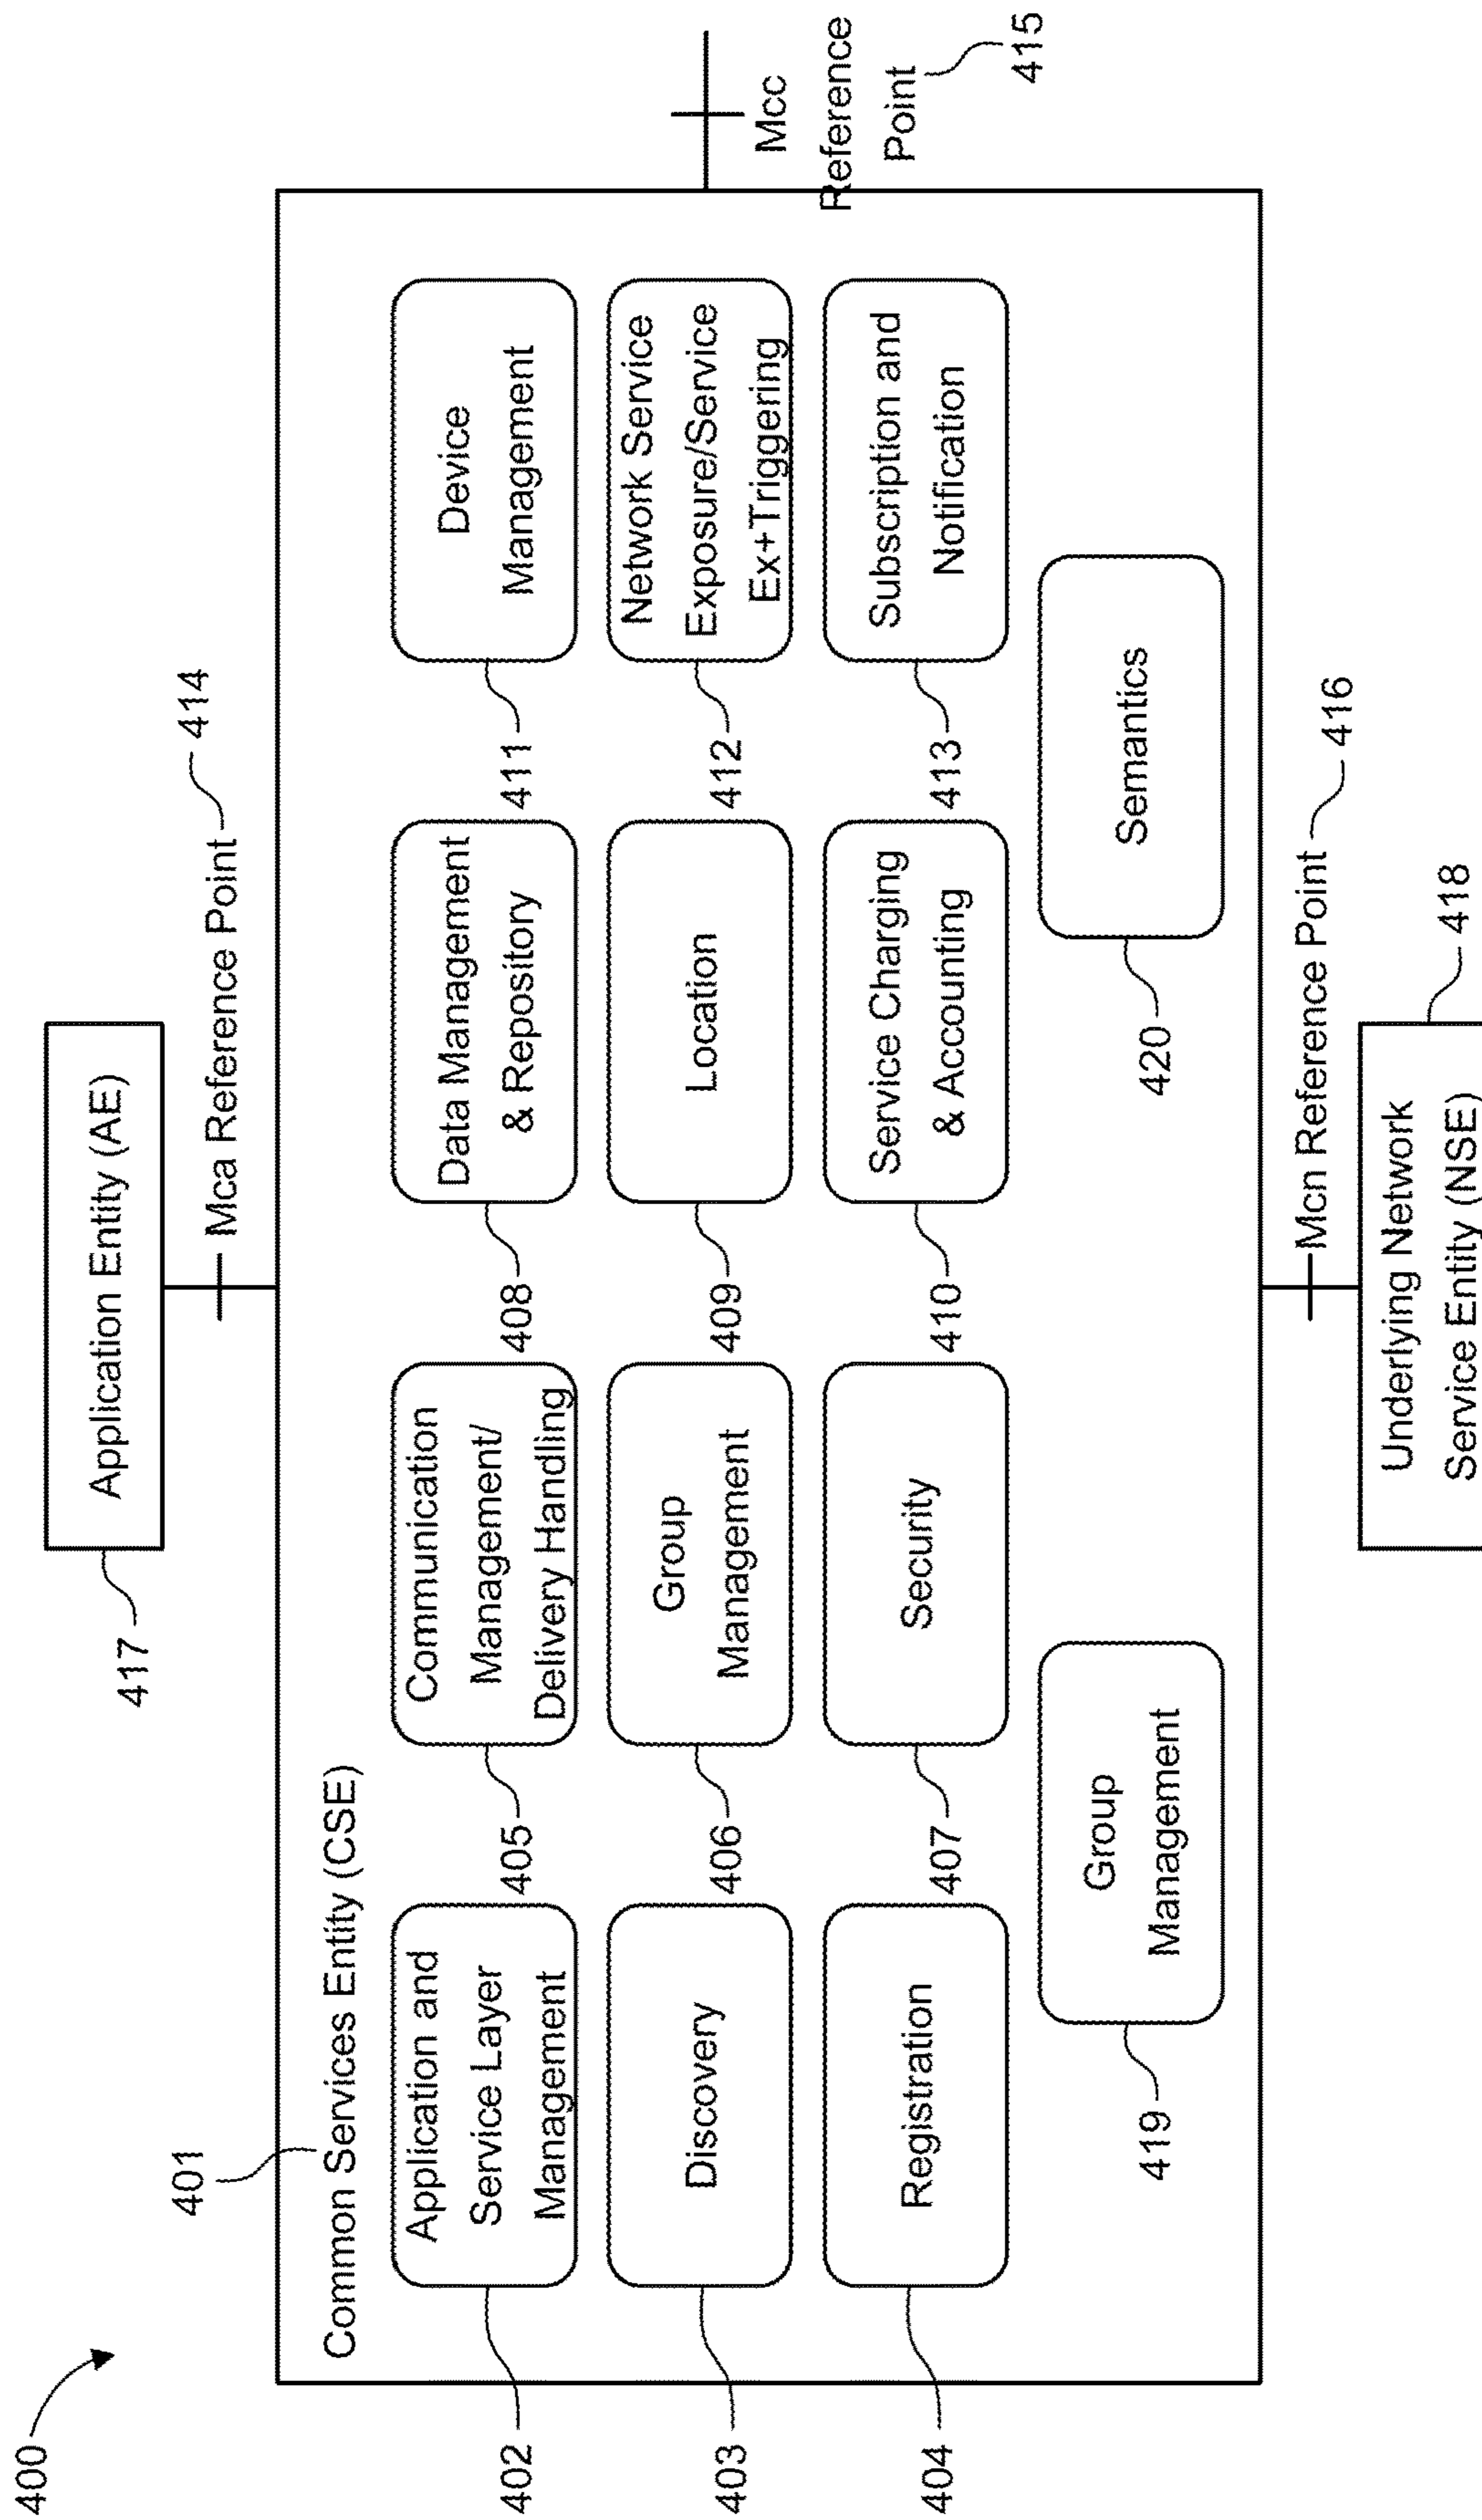 400
417
Application Entity (AE)
Mca Reference Point
414
401
Common Services Entity (CSE)
402
Application and
Service Layer
Management
405
Communication
Management/
Delivery Handling
408
Data Management
& Repository
411
Device
Management
403
Discovery
406
Group
Management
409
Location
412
Network Service
Exposure/Service
Ex+Triggering
404
Registration
407
Security
410
Service Charging
& Accounting
413
Subscription and
Notification
419
Group
Management
420
Semantics
Mcc
Reference
Point
415
Mcn Reference Point
416
Underlying Network
Service Entity (NSE)
418